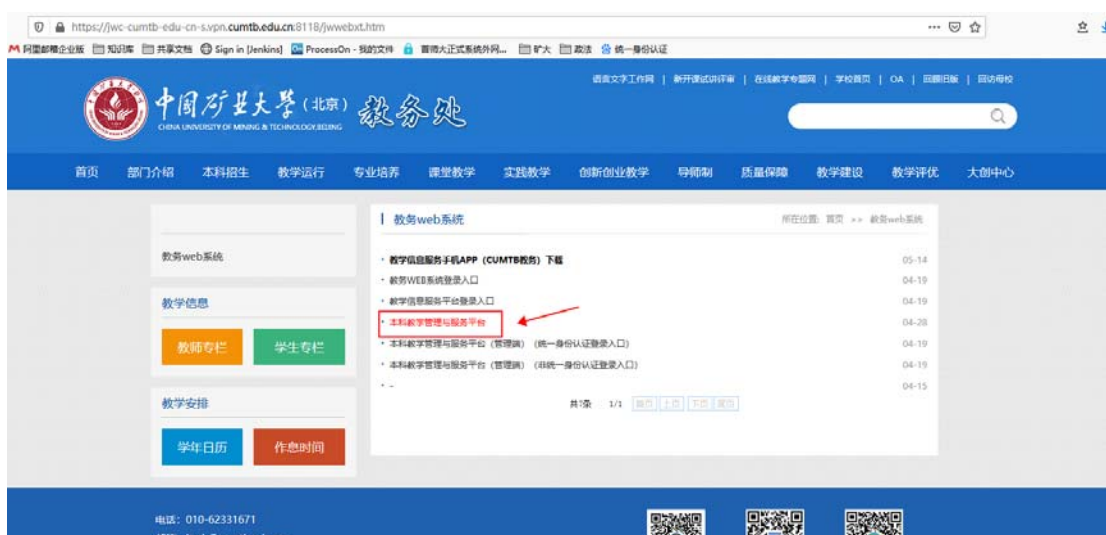 https://jwc-cumtb-edu-cn-s.vpn.cumtb.edu.cn:8118/jwwebxt.htm
阿里邮箱企业版 知识库 共享文档 Sign in [Jenkins] ProcessOn - 我的文件 首师大正式系统外网... 矿大 政法 统一身份认证
语言文字工作网 | 新开课试讲评审 | 在线教学专题网 | 学校首页 | OA | 回顾旧版 | 回访母校
中国矿业大学（北京） 教务处
CHINA UNIVERSITY OF MINING & TECHNOLOGY,BEIJING
首页 部门介绍 本科招生 教学运行 专业培养 课堂教学 实践教学 创新创业教学 导师制 质量保障 教学建设 教学评优 大创中心
教务web系统
所在位置: 首页 >> 教务web系统
教务web系统
教学信息
教师专栏 学生专栏
教学安排
学年日历 作息时间
· 教学信息服务手机APP（CUMTB教务）下载 05-14
· 教务WEB系统登录入口 04-19
· 教学信息服务平台登录入口 04-19
· 本科教学管理与服务平台 04-28
· 本科教学管理与服务平台（管理端）（统一身份认证登录入口） 04-19
· 本科教学管理与服务平台（管理端）（非统一身份认证登录入口） 04-19
· - 04-15
共7条 1/1 首页 上页 下页 尾页
电话: 010-62331671